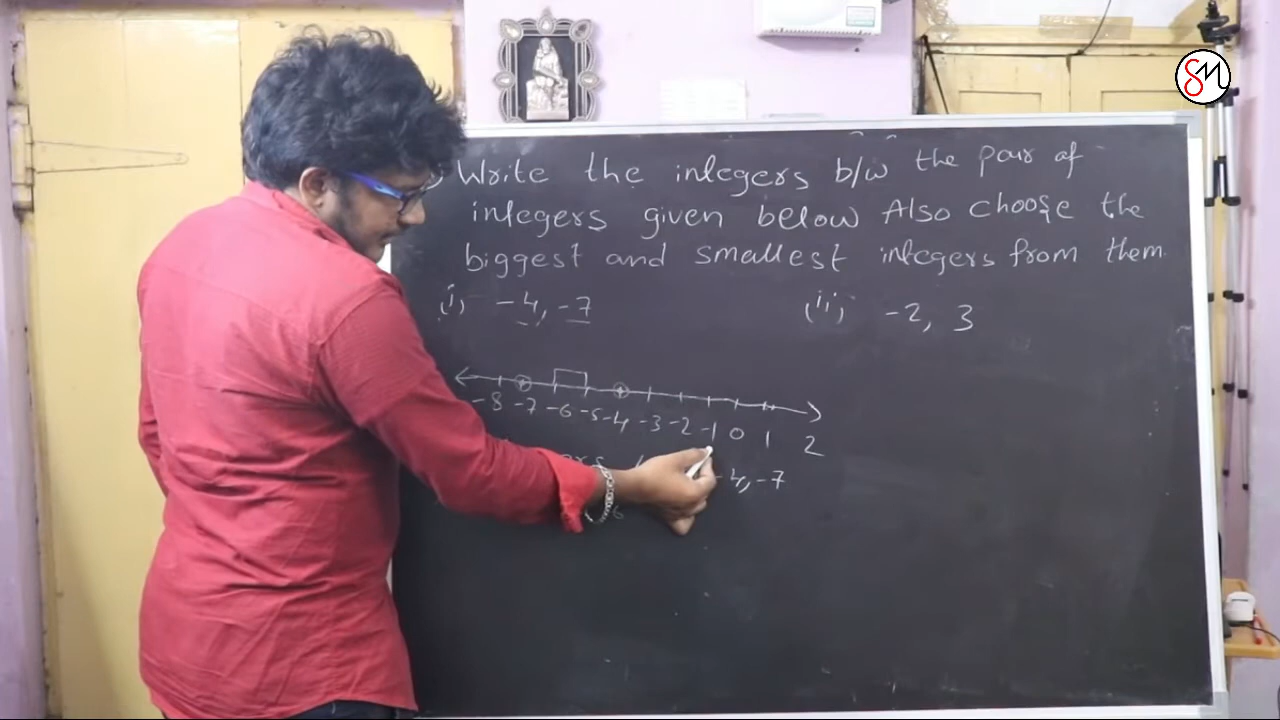 Write the integers b/w the pair of
integers given below Also choose the
biggest and smallest integers from them.
(i) -4, -7
(ii) -2, 3
-8 -7 -6 -5 -4 -3 -2 -1 0 1 2
-4, -7
SM